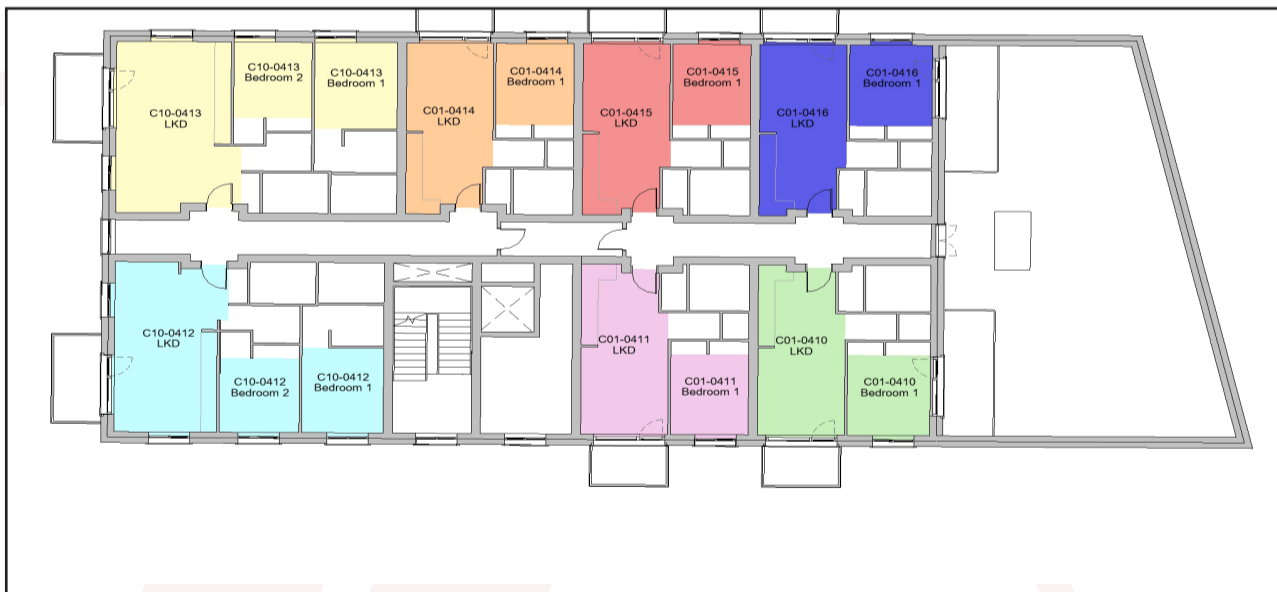 C10-0413
LKD
C10-0413
Bedroom 2
C10-0413
Bedroom 1
C01-0414
LKD
C01-0414
Bedroom 1
C01-0415
LKD
C01-0415
Bedroom 1
C01-0416
LKD
C01-0416
Bedroom 1
C10-0412
LKD
C10-0412
Bedroom 2
C10-0412
Bedroom 1
C01-0411
LKD
C01-0411
Bedroom 1
C01-0410
LKD
C01-0410
Bedroom 1